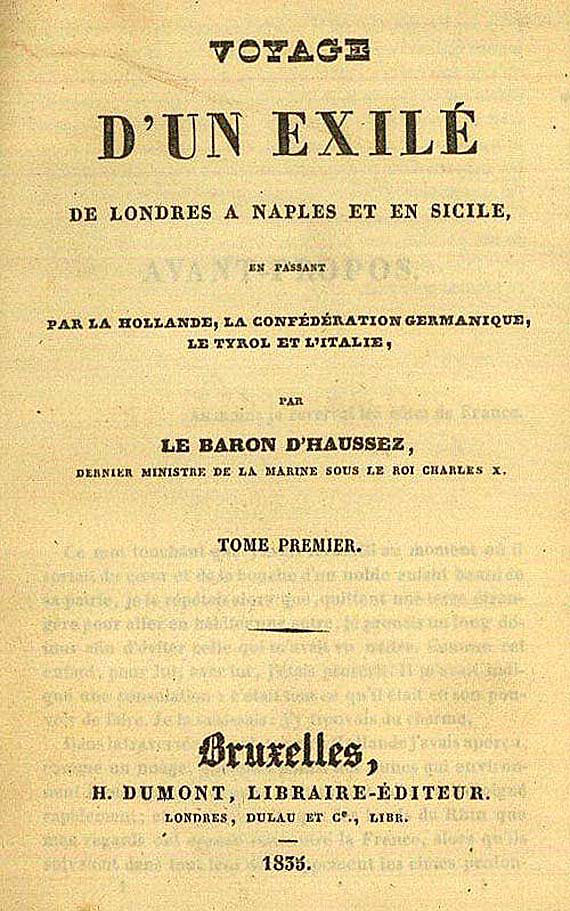 VOYAGE
D'UN EXILÉ
DE LONDRES A NAPLES ET EN SICILE,
EN PASSANT
PAR LA HOLLANDE, LA CONFÉDÉRATION GERMANIQUE,
LE TYROL ET L'ITALIE,
PAR
LE BARON D'HAUSSEZ,
DERNIER MINISTRE DE LA MARINE SOUS LE ROI CHARLES X.
TOME PREMIER.
Bruxelles,
H. DUMONT, LIBRAIRE-ÉDITEUR.
LONDRES, DULAU ET Cᵉ., LIBR.
1835.